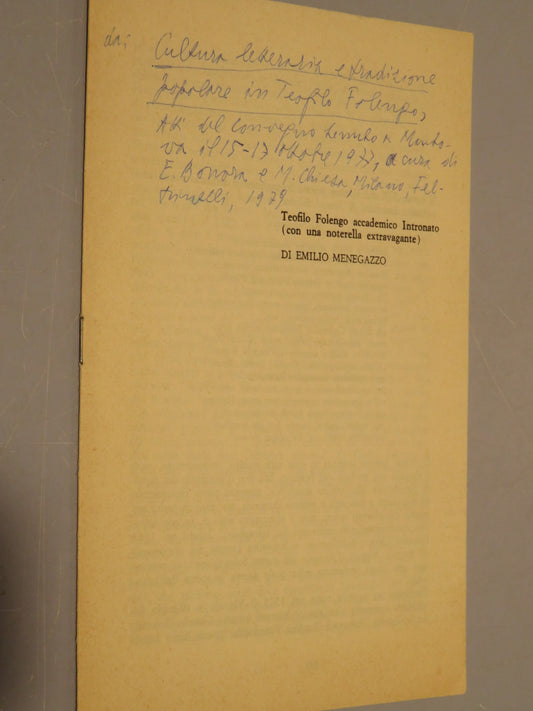 da: Cultura letteraria e tradizione
popolare in Teofilo Folengo,
Atti del convegno tenuto a Manto-
va il 15-17 ottobre 1977, a cura di
E. Bonora e M. Chiesa, Milano, Fel-
trinelli, 1979
Teofilo Folengo accademico Intronato
(con una noterella extravagante)
DI EMILIO MENEGAZZO